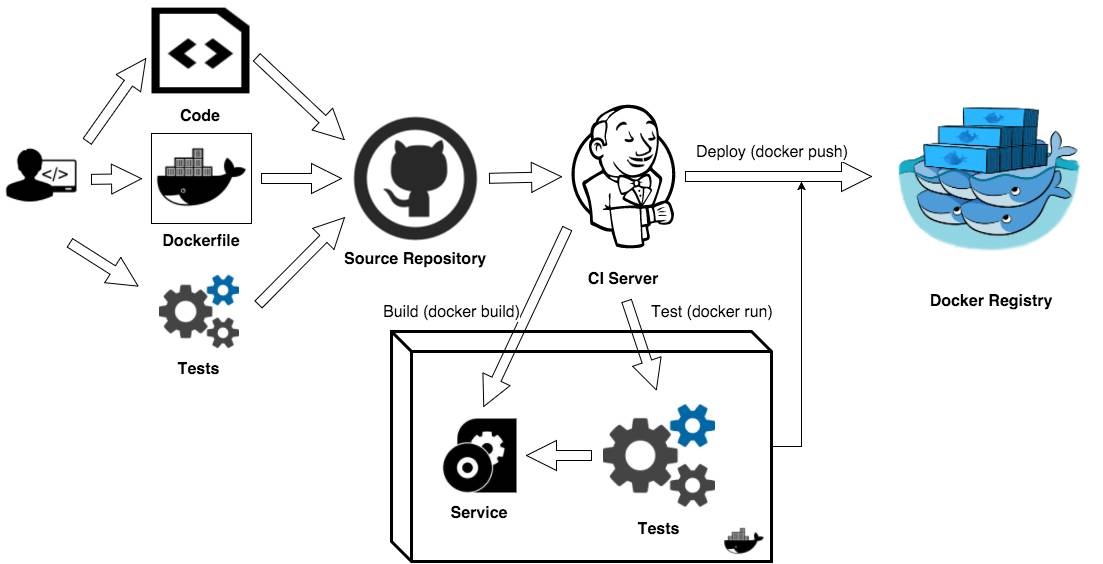 Code
</>
Dockerfile
Tests
Source Repository
CI Server
Deploy (docker push)
Docker Registry
Build (docker build)
Test (docker run)
Service
Tests